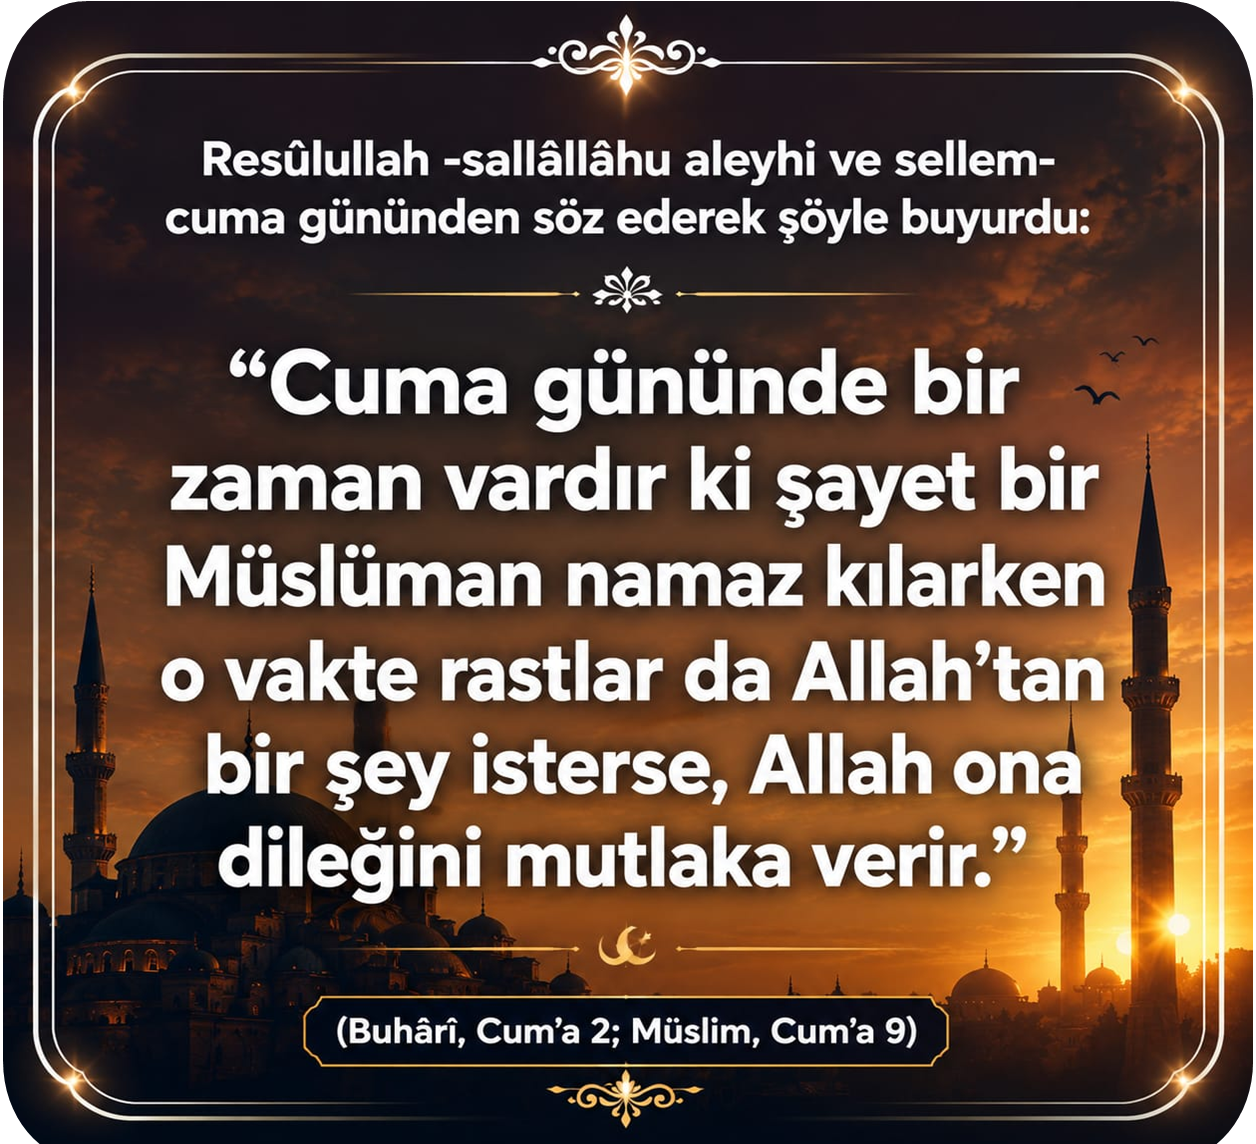 Resûlullah -sallâllâhu aleyhi ve sellem-
cuma gününden söz ederek şöyle buyurdu:
“Cuma gününde bir
zaman vardır ki şayet bir
Müslüman namaz kılarken
o vakte rastlar da Allah’tan
bir şey isterse, Allah ona
dileğini mutlaka verir.”
(Buhârî, Cum’a 2; Müslim, Cum’a 9)